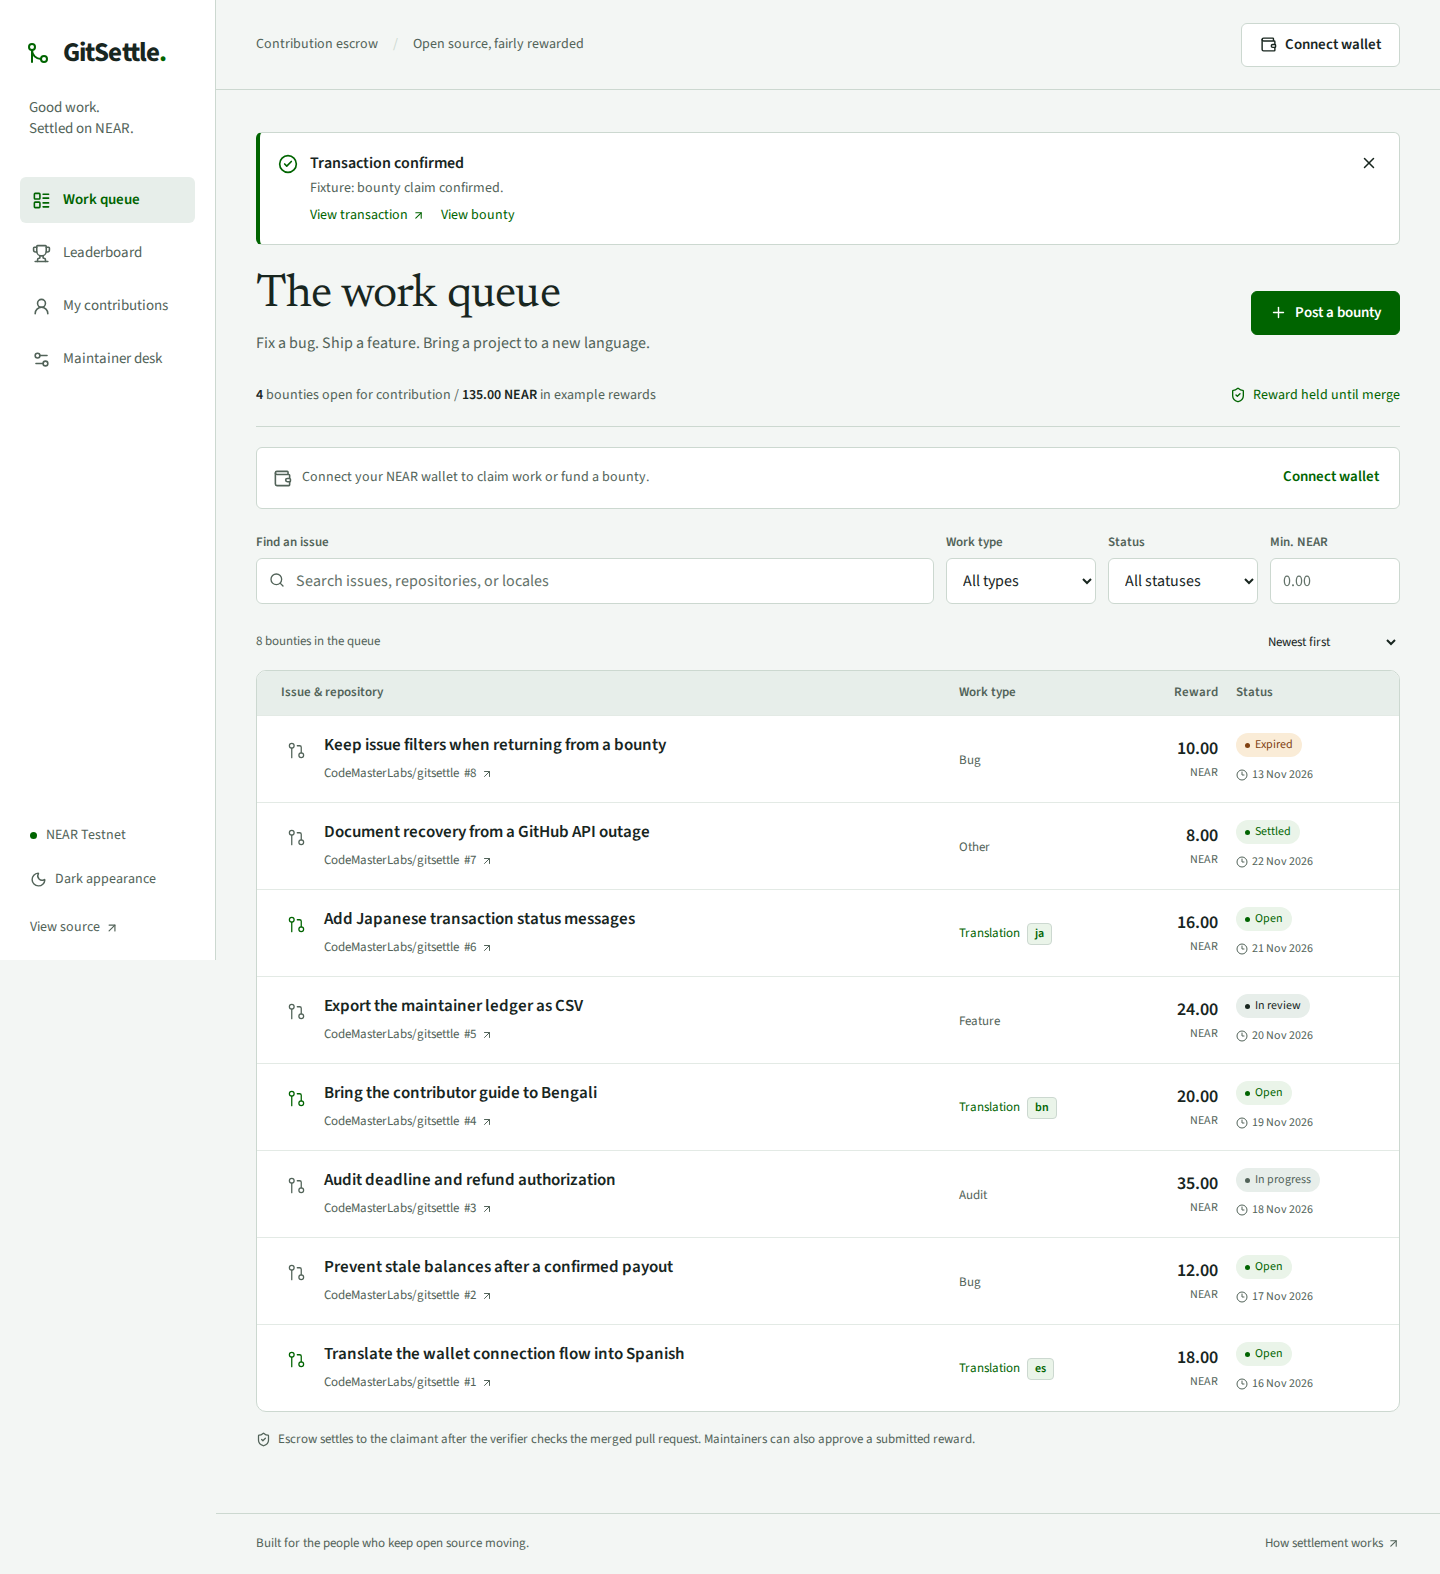 GitSettle.
Good work.
Settled on NEAR.
Work queue
Leaderboard
My contributions
Maintainer desk
NEAR Testnet
Dark appearance
View source
Contribution escrow / Open source, fairly rewarded
Connect wallet
Transaction confirmed
Fixture: bounty claim confirmed.
View transaction View bounty
The work queue
Fix a bug. Ship a feature. Bring a project to a new language.
Post a bounty
4 bounties open for contribution / 135.00 NEAR in example rewards
Reward held until merge
Connect your NEAR wallet to claim work or fund a bounty.
Connect wallet
Find an issue Work type Status Min. NEAR
Search issues, repositories, or locales All types All statuses 0.00
8 bounties in the queue
Newest first
Issue & repository Work type Reward Status
Keep issue filters when returning from a bounty
CodeMasterLabs/gitsettle #8
Bug
10.00
NEAR
Expired
13 Nov 2026
Document recovery from a GitHub API outage
CodeMasterLabs/gitsettle #7
Other
8.00
NEAR
Settled
22 Nov 2026
Add Japanese transaction status messages
CodeMasterLabs/gitsettle #6
Translation ja
16.00
NEAR
Open
21 Nov 2026
Export the maintainer ledger as CSV
CodeMasterLabs/gitsettle #5
Feature
24.00
NEAR
In review
20 Nov 2026
Bring the contributor guide to Bengali
CodeMasterLabs/gitsettle #4
Translation bn
20.00
NEAR
Open
19 Nov 2026
Audit deadline and refund authorization
CodeMasterLabs/gitsettle #3
Audit
35.00
NEAR
In progress
18 Nov 2026
Prevent stale balances after a confirmed payout
CodeMasterLabs/gitsettle #2
Bug
12.00
NEAR
Open
17 Nov 2026
Translate the wallet connection flow into Spanish
CodeMasterLabs/gitsettle #1
Translation es
18.00
NEAR
Open
16 Nov 2026
Escrow settles to the claimant after the verifier checks the merged pull request. Maintainers can also approve a submitted reward.
Built for the people who keep open source moving.
How settlement works